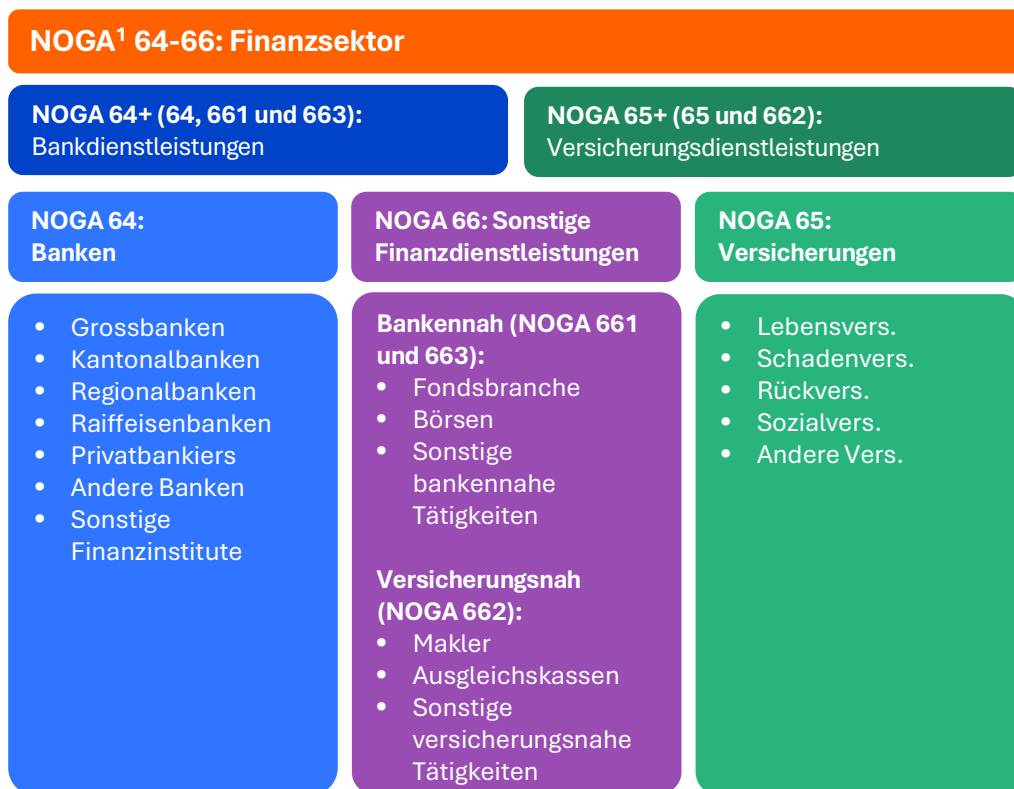 NOGA¹ 64-66: Finanzsektor
NOGA 64+ (64, 661 und 663):
Bankdienstleistungen
NOGA 65+ (65 und 662):
Versicherungsdienstleistungen
NOGA 64:
Banken
NOGA 66: Sonstige
Finanzdienstleistungen
NOGA 65:
Versicherungen
• Grossbanken
• Kantonalbanken
• Regionalbanken
• Raiffeisenbanken
• Privatbankiers
• Andere Banken
• Sonstige
Finanzinstitute
Bankennah (NOGA 661
und 663):
• Fondsbranche
• Börsen
• Sonstige
bankennahe
Tätigkeiten
Versicherungsnah
(NOGA 662):
• Makler
• Ausgleichskassen
• Sonstige
versicherungsnahe
Tätigkeiten
• Lebensvers.
• Schadenvers.
• Rückvers.
• Sozialvers.
• Andere Vers.